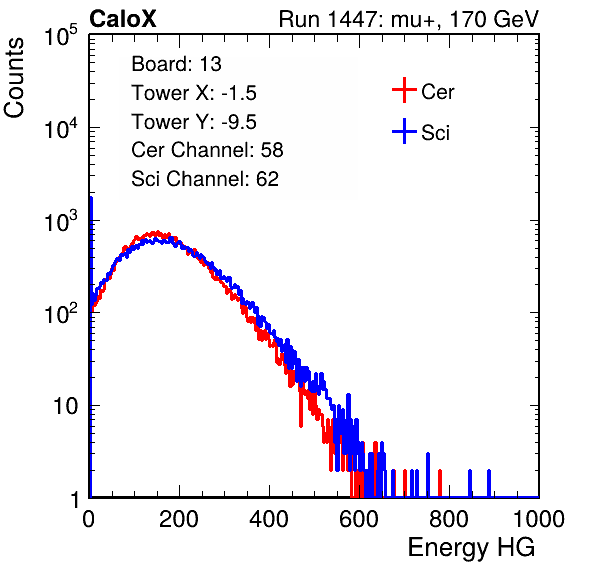 CaloX
Run 1447: mu+, 170 GeV
Counts
Board: 13
Tower X: -1.5
Tower Y: -9.5
Cer Channel: 58
Sci Channel: 62
Cer
Sci
10^5
10^4
10^3
10^2
10
1
0 200 400 600 800 1000
Energy HG